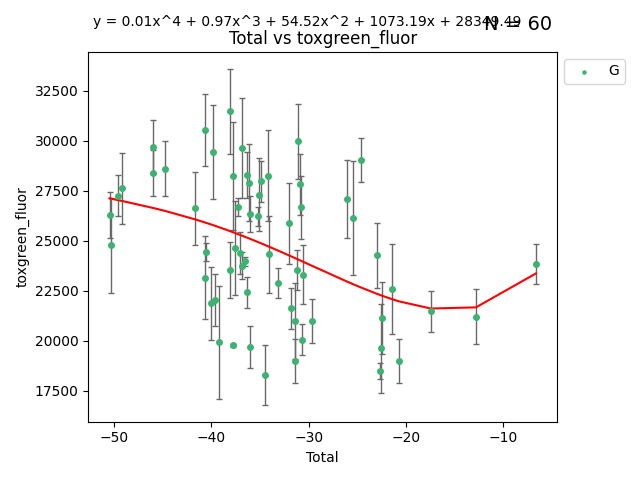 y = 0.01x^4 + 0.97x^3 + 54.52x^2 + 1073.19x + 28349.49
N = 60
Total vs toxgreen_fluor
G
32500
30000
27500
25000
22500
20000
17500
toxgreen_fluor
−50 −40 −30 −20 −10
Total